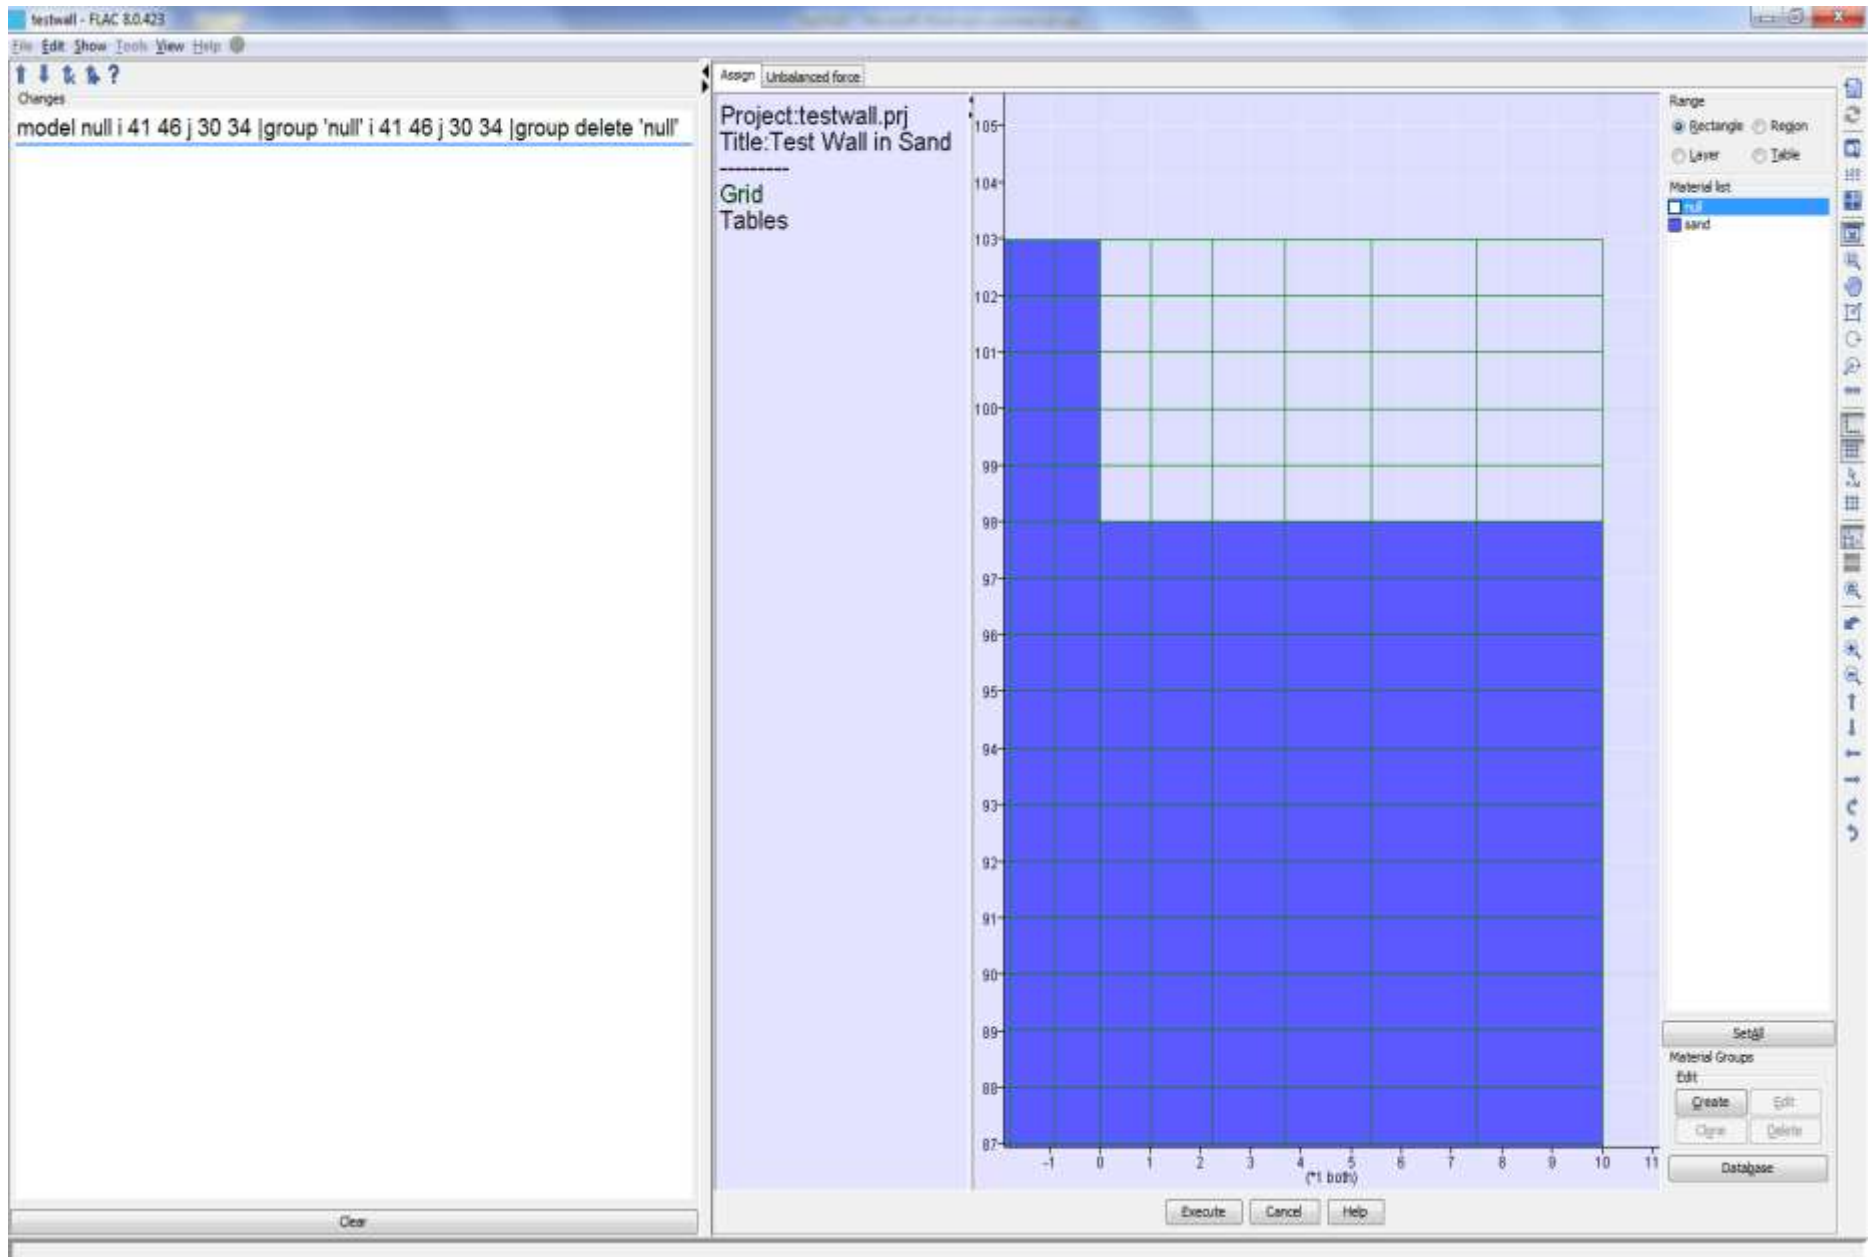 testwall - FLAC 8.0.423
File Edit Show Tools View Help
?
Changes
model null i 41 46 j 30 34 |group 'null' i 41 46 j 30 34 |group delete 'null'
Clear
Assign Unbalanced force
Project:testwall.prj
Title:Test Wall in Sand
---------
Grid
Tables
105
104
103
102
101
100
99
98
97
96
95
94
93
92
91
90
89
88
87
-1 0 1 2 3 4 5 6 7 8 9 10 11
(*1 both)
Execute Cancel Help
Range
Rectangle Region
Layer Table
Material list
null
sand
SetAll
Material Groups
Edit
Create Edit
Clone Delete
Database